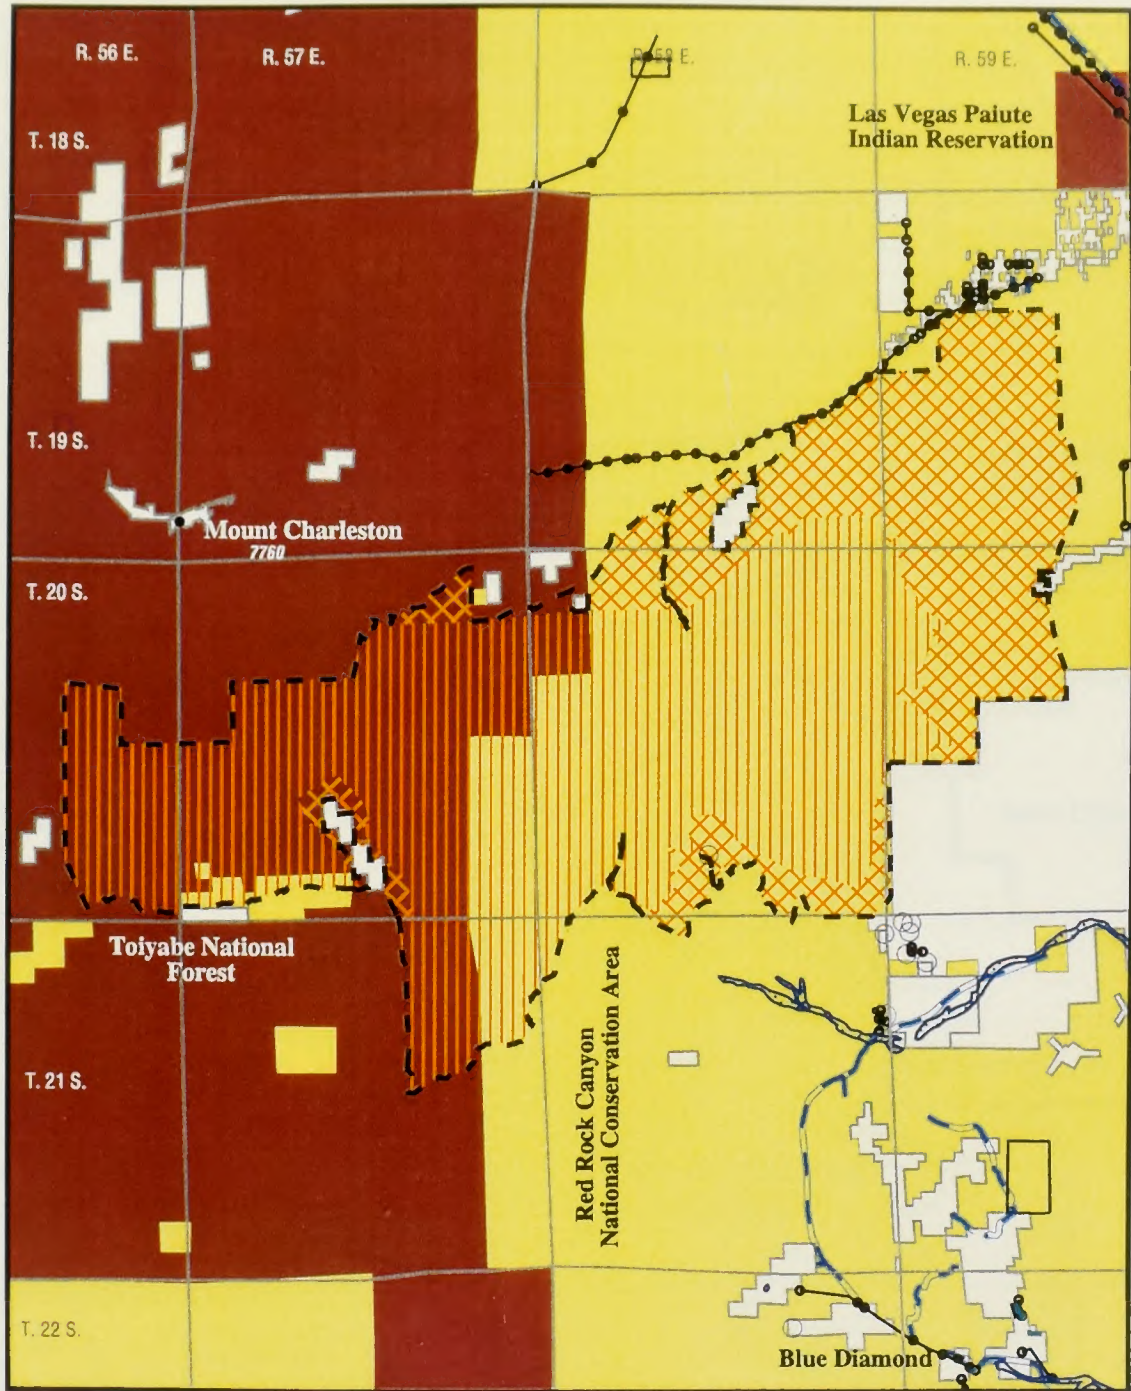 R. 56 E.
R. 57 E.
R. 58 E.
R. 59 E.
Las Vegas Paiute
Indian Reservation
T. 18 S.
T. 19 S.
Mount Charleston
7760
T. 20 S.
Toiyabe National
Forest
Red Rock Canyon
National Conservation Area
T. 21 S.
T. 22 S.
Blue Diamond